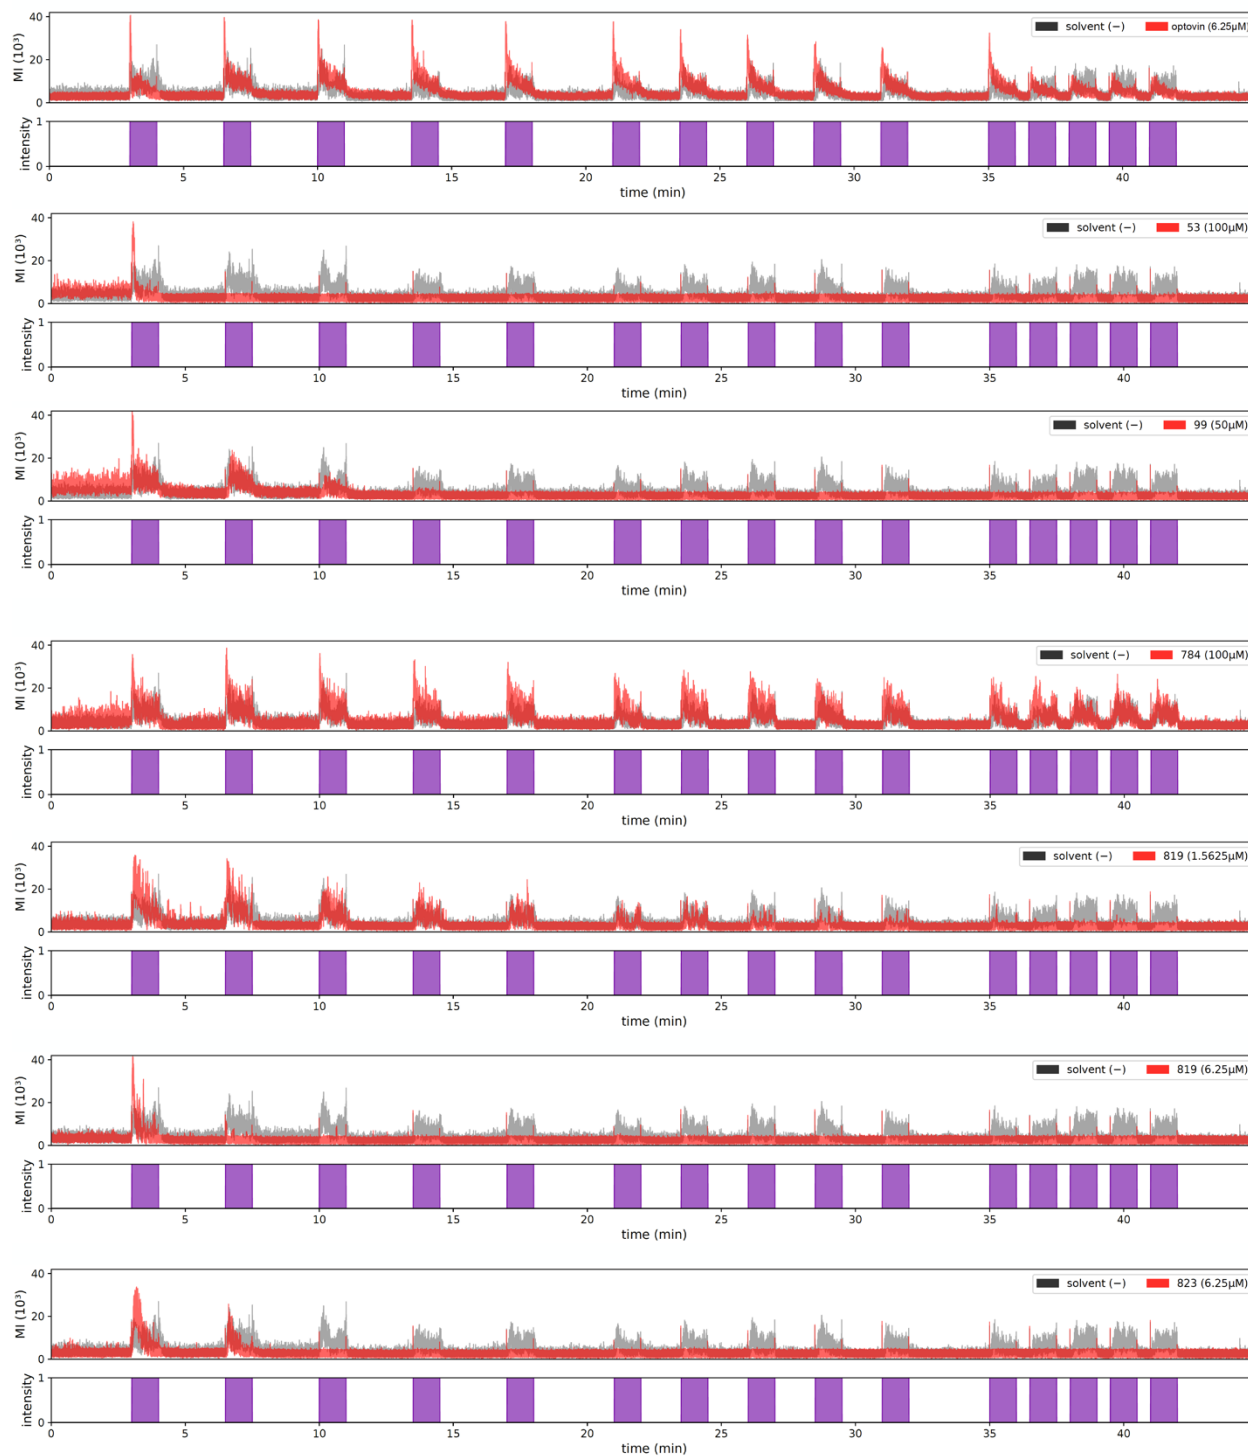 40
20
0
MI (10³)
solvent (−) optovin (6.25μM)
1
0
intensity
0 5 10 15 20 25 30 35 40
time (min)
40
20
0
MI (10³)
solvent (−) 53 (100μM)
1
0
intensity
0 5 10 15 20 25 30 35 40
time (min)
40
20
0
MI (10³)
solvent (−) 99 (50μM)
1
0
intensity
0 5 10 15 20 25 30 35 40
time (min)
40
20
0
MI (10³)
solvent (−) 784 (100μM)
1
0
intensity
0 5 10 15 20 25 30 35 40
time (min)
40
20
0
MI (10³)
solvent (−) 819 (1.5625μM)
1
0
intensity
0 5 10 15 20 25 30 35 40
time (min)
40
20
0
MI (10³)
solvent (−) 819 (6.25μM)
1
0
intensity
0 5 10 15 20 25 30 35 40
time (min)
40
20
0
MI (10³)
solvent (−) 823 (6.25μM)
1
0
intensity
0 5 10 15 20 25 30 35 40
time (min)